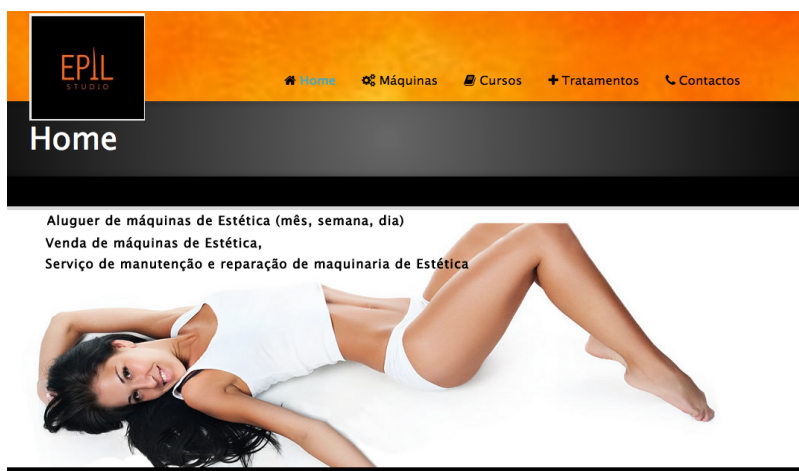 EPIL
STUDIO
Home Máquinas Cursos Tratamentos Contactos
Home
Aluguer de máquinas de Estética (mês, semana, dia)
Venda de máquinas de Estética,
Serviço de manutenção e reparação de maquinaria de Estética